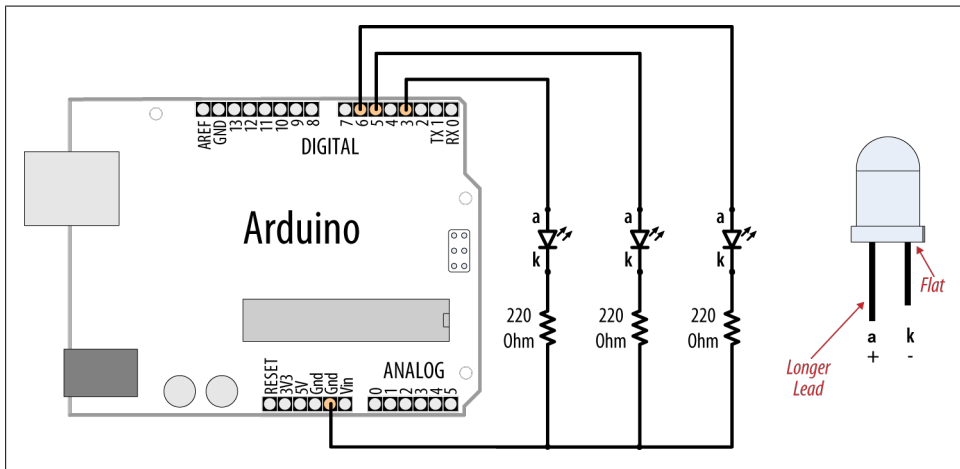 AREF
GND
13
12
11
10
9
8
7
6
5
4
3
2
TX 1
RX 0
DIGITAL
Arduino
a
k
220
Ohm
a
k
220
Ohm
a
k
220
Ohm
RESET
3V3
5V
Gnd
Gnd
Vin
ANALOG
0
1
2
3
4
5
Flat
a
+
k
-
Longer
Lead